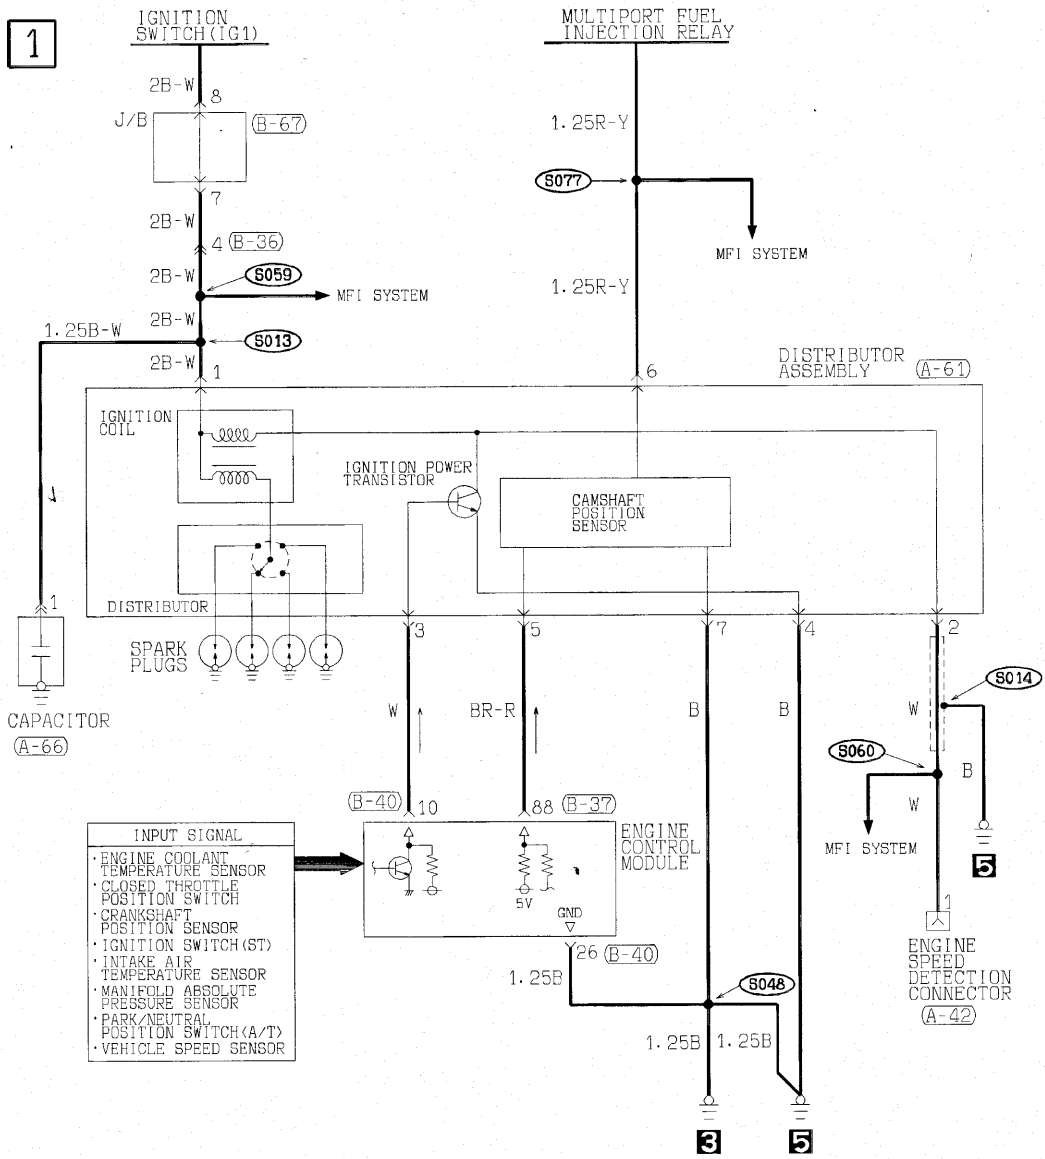 1
IGNITION
SWITCH(IG1)
MULTIPORT FUEL
INJECTION RELAY
2B-W
8
J/B
B-67
1.25R-Y
S077
7
2B-W
4
B-36
MFI SYSTEM
2B-W
S059
MFI SYSTEM
1.25R-Y
2B-W
1.25B-W
S013
2B-W
1
6
DISTRIBUTOR
ASSEMBLY
A-61
IGNITION
COIL
IGNITION POWER
TRANSISTOR
CAMSHAFT
POSITION
SENSOR
1
DISTRIBUTOR
3
5
7
4
2
SPARK
PLUGS
CAPACITOR
A-66
W
BR-R
B
B
W
S014
S060
B
W
MFI SYSTEM
5
B-40
10
88
B-37
INPUT SIGNAL
·ENGINE COOLANT
TEMPERATURE SENSOR
·CLOSED THROTTLE
POSITION SWITCH
·CRANKSHAFT
POSITION SENSOR
·IGNITION SWITCH(ST)
·INTAKE AIR
TEMPERATURE SENSOR
·MANIFOLD ABSOLUTE
PRESSURE SENSOR
·PARK/NEUTRAL
POSITION SWITCH(A/T)
·VEHICLE SPEED SENSOR
ENGINE
CONTROL
MODULE
5V
GND
26
B-40
1.25B
S048
1.25B
1.25B
1
ENGINE
SPEED
DETECTION
CONNECTOR
A-42
3
5